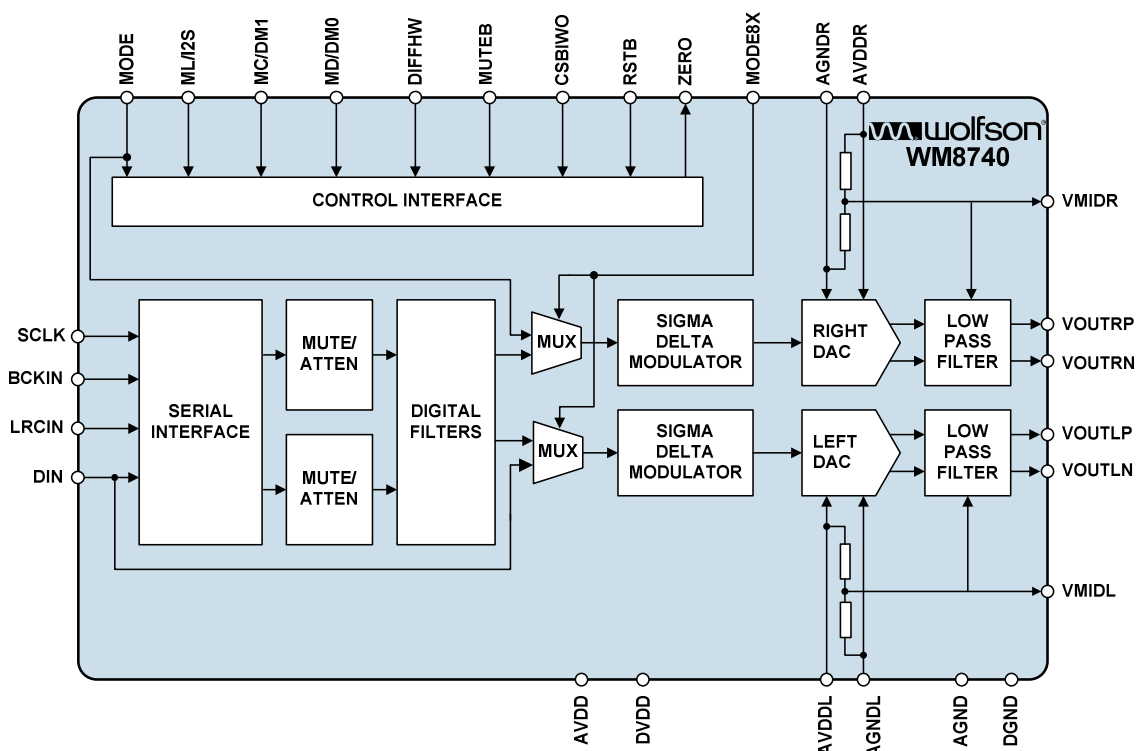 MODE
ML/I2S
MC/DM1
MD/DM0
DIFFHW
MUTEB
CSBIWO
RSTB
ZERO
MODE8X
AGNDR
AVDDR
wolfson®
WM8740
CONTROL INTERFACE
VMIDR
SCLK
BCKIN
LRCIN
DIN
SERIAL
INTERFACE
MUTE/
ATTEN
MUTE/
ATTEN
DIGITAL
FILTERS
MUX
MUX
SIGMA
DELTA
MODULATOR
SIGMA
DELTA
MODULATOR
RIGHT
DAC
LEFT
DAC
LOW
PASS
FILTER
LOW
PASS
FILTER
VOUTRP
VOUTRN
VOUTLP
VOUTLN
VMIDL
AVDD
DVDD
AVDDL
AGNDL
AGND
DGND